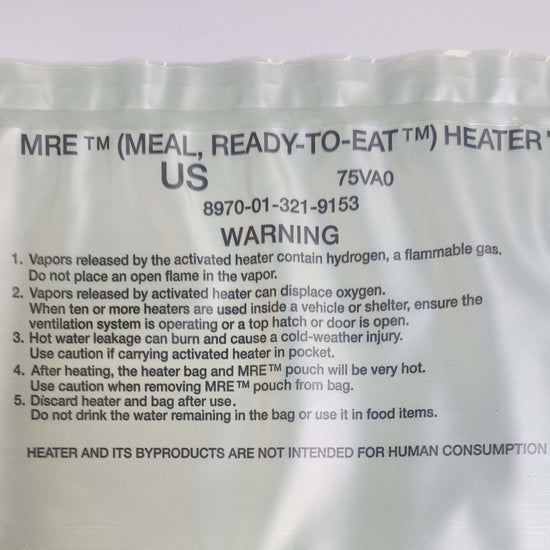 MRE™ (MEAL, READY-TO-EAT™) HEATER
US 75VA0
8970-01-321-9153
WARNING
1. Vapors released by the activated heater contain hydrogen, a flammable gas.
Do not place an open flame in the vapor.
2. Vapors released by activated heater can displace oxygen.
When ten or more heaters are used inside a vehicle or shelter, ensure the
ventilation system is operating or a top hatch or door is open.
3. Hot water leakage can burn and cause a cold-weather injury.
Use caution if carrying activated heater in pocket.
4. After heating, the heater bag and MRE™ pouch will be very hot.
Use caution when removing MRE™ pouch from bag.
5. Discard heater and bag after use.
Do not drink the water remaining in the bag or use it in food items.
HEATER AND ITS BYPRODUCTS ARE NOT INTENDED FOR HUMAN CONSUMPTION